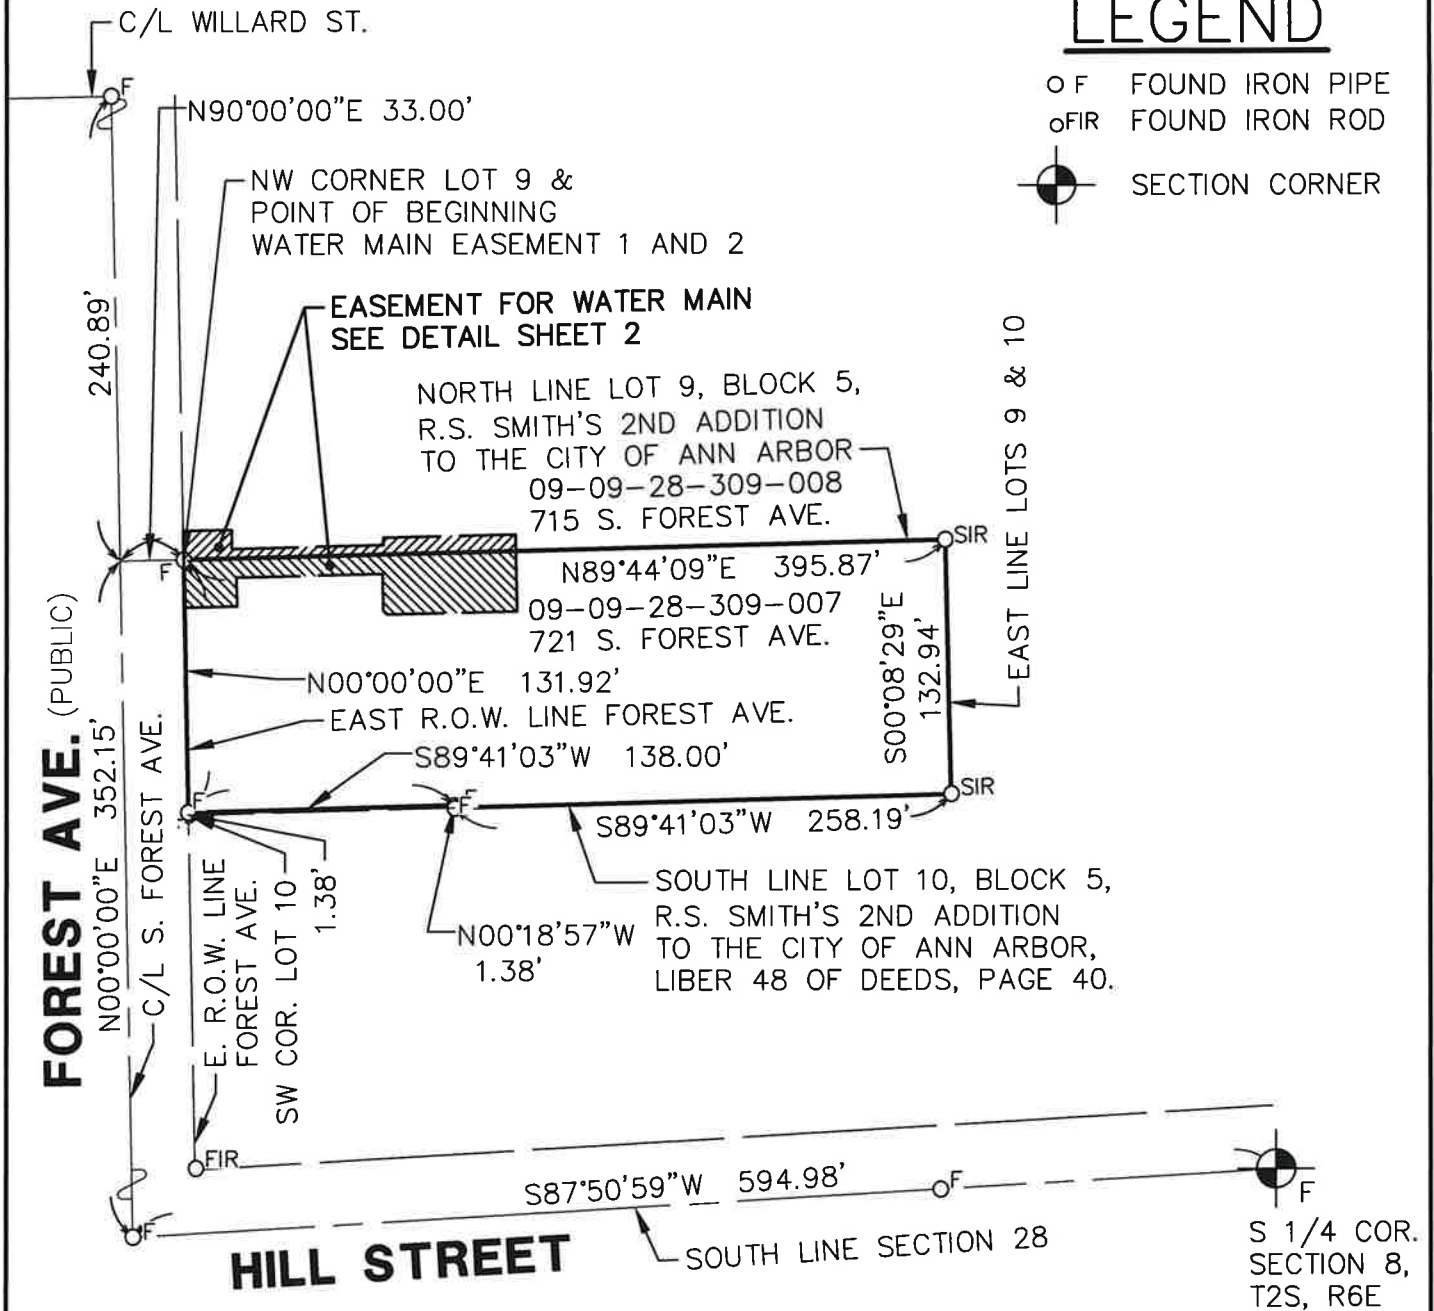 C/L WILLARD ST.
LEGEND
F
N90°00'00"E 33.00'
F FOUND IRON PIPE
FIR FOUND IRON ROD
SECTION CORNER
NW CORNER LOT 9 &
POINT OF BEGINNING
WATER MAIN EASEMENT 1 AND 2
240.89'
EASEMENT FOR WATER MAIN
SEE DETAIL SHEET 2
NORTH LINE LOT 9, BLOCK 5,
R.S. SMITH'S 2ND ADDITION
TO THE CITY OF ANN ARBOR
09-09-28-309-008
715 S. FOREST AVE.
EAST LINE LOTS 9 & 10
SIR
F
N89°44'09"E 395.87'
09-09-28-309-007
721 S. FOREST AVE.
S00°08'29"E
132.94'
N00°00'00"E 131.92'
EAST R.O.W. LINE FOREST AVE.
S89°41'03"W 138.00'
FOREST AVE. (PUBLIC)
N00°00'00"E 352.15'
C/L S. FOREST AVE.
F
F
SIR
S89°41'03"W 258.19'
E. R.O.W. LINE
FOREST AVE.
SW COR. LOT 10
1.38'
N00°18'57"W
1.38'
SOUTH LINE LOT 10, BLOCK 5,
R.S. SMITH'S 2ND ADDITION
TO THE CITY OF ANN ARBOR,
LIBER 48 OF DEEDS, PAGE 40.
FIR
S87°50'59"W 594.98'
F
F
F
HILL STREET
SOUTH LINE SECTION 28
S 1/4 COR.
SECTION 8,
T2S, R6E